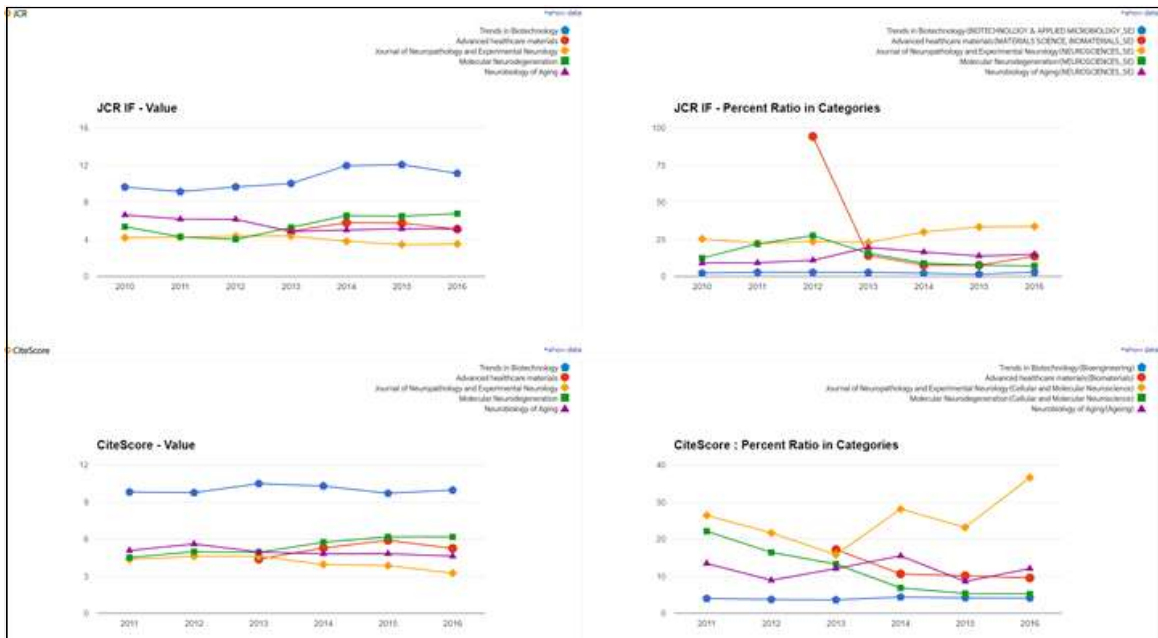 JCR
*show data
Trends in Biotechnology
Advanced healthcare materials
Journal of Neuropathology and Experimental Neurology
Molecular Neurodegeneration
Neurobiology of Aging
JCR IF - Value
16
12
8
4
0
2010 2011 2012 2013 2014 2015 2016
*show data
Trends in Biotechnology(BIOTECHNOLOGY & APPLIED MICROBIOLOGY_SE)
Advanced healthcare materials(MATERIALS SCIENCE, BIOMATERIALS_SE)
Journal of Neuropathology and Experimental Neurology(NEUROSCIENCES_SE)
Molecular Neurodegeneration(NEUROSCIENCES_SE)
Neurobiology of Aging(NEUROSCIENCES_SE)
JCR IF - Percent Ratio in Categories
100
75
50
25
0
2010 2011 2012 2013 2014 2015 2016
CiteScore
*show data
Trends in Biotechnology
Advanced healthcare materials
Journal of Neuropathology and Experimental Neurology
Molecular Neurodegeneration
Neurobiology of Aging
CiteScore - Value
12
9
6
3
0
2011 2012 2013 2014 2015 2016
*show data
Trends in Biotechnology(Bioengineering)
Advanced healthcare materials(Biomaterials)
Journal of Neuropathology and Experimental Neurology(Cellular and Molecular Neuroscience)
Molecular Neurodegeneration(Cellular and Molecular Neuroscience)
Neurobiology of Aging(Ageing)
CiteScore : Percent Ratio in Categories
40
30
20
10
0
2011 2012 2013 2014 2015 2016